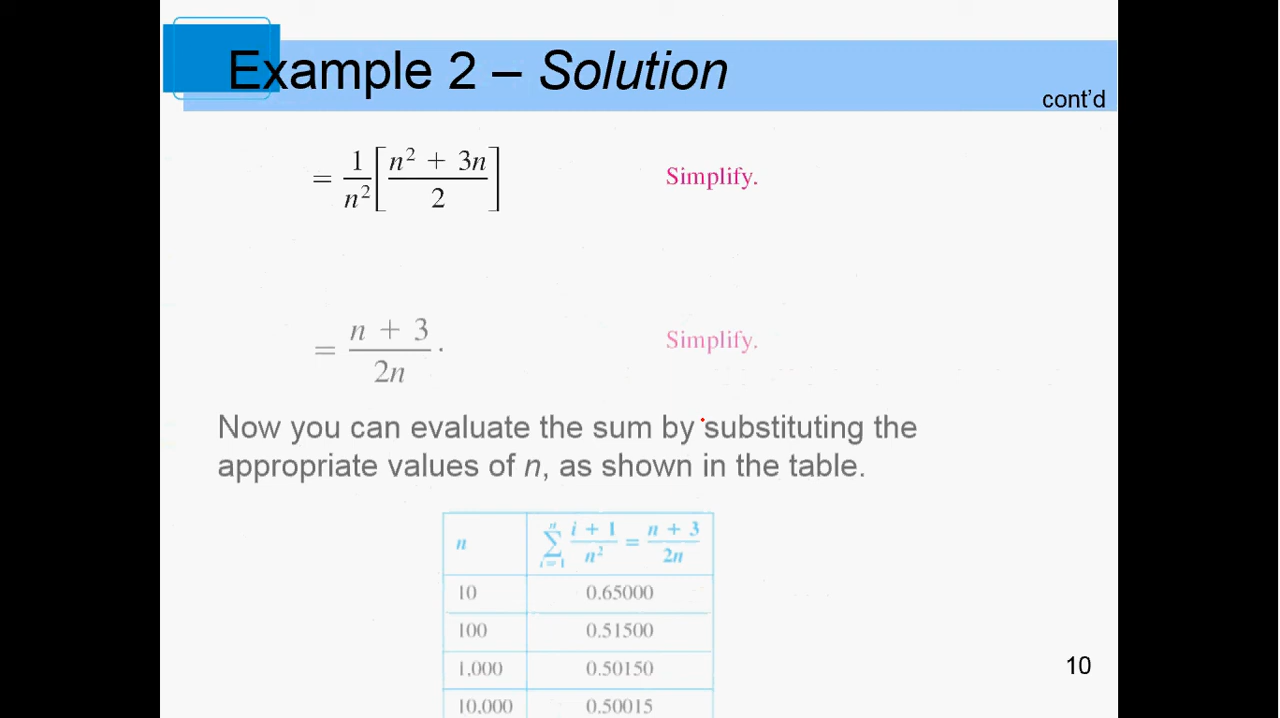 Example 2 – Solution
cont'd
= 1/n² [ (n² + 3n)/2 ] Simplify.
= (n + 3)/2n . Simplify.
Now you can evaluate the sum by substituting the
appropriate values of n, as shown in the table.
n ∑_{i=1}^{n} (i + 1)/n² = (n + 3)/2n
10 0.65000
100 0.51500
1,000 0.50150
10,000 0.50015
10